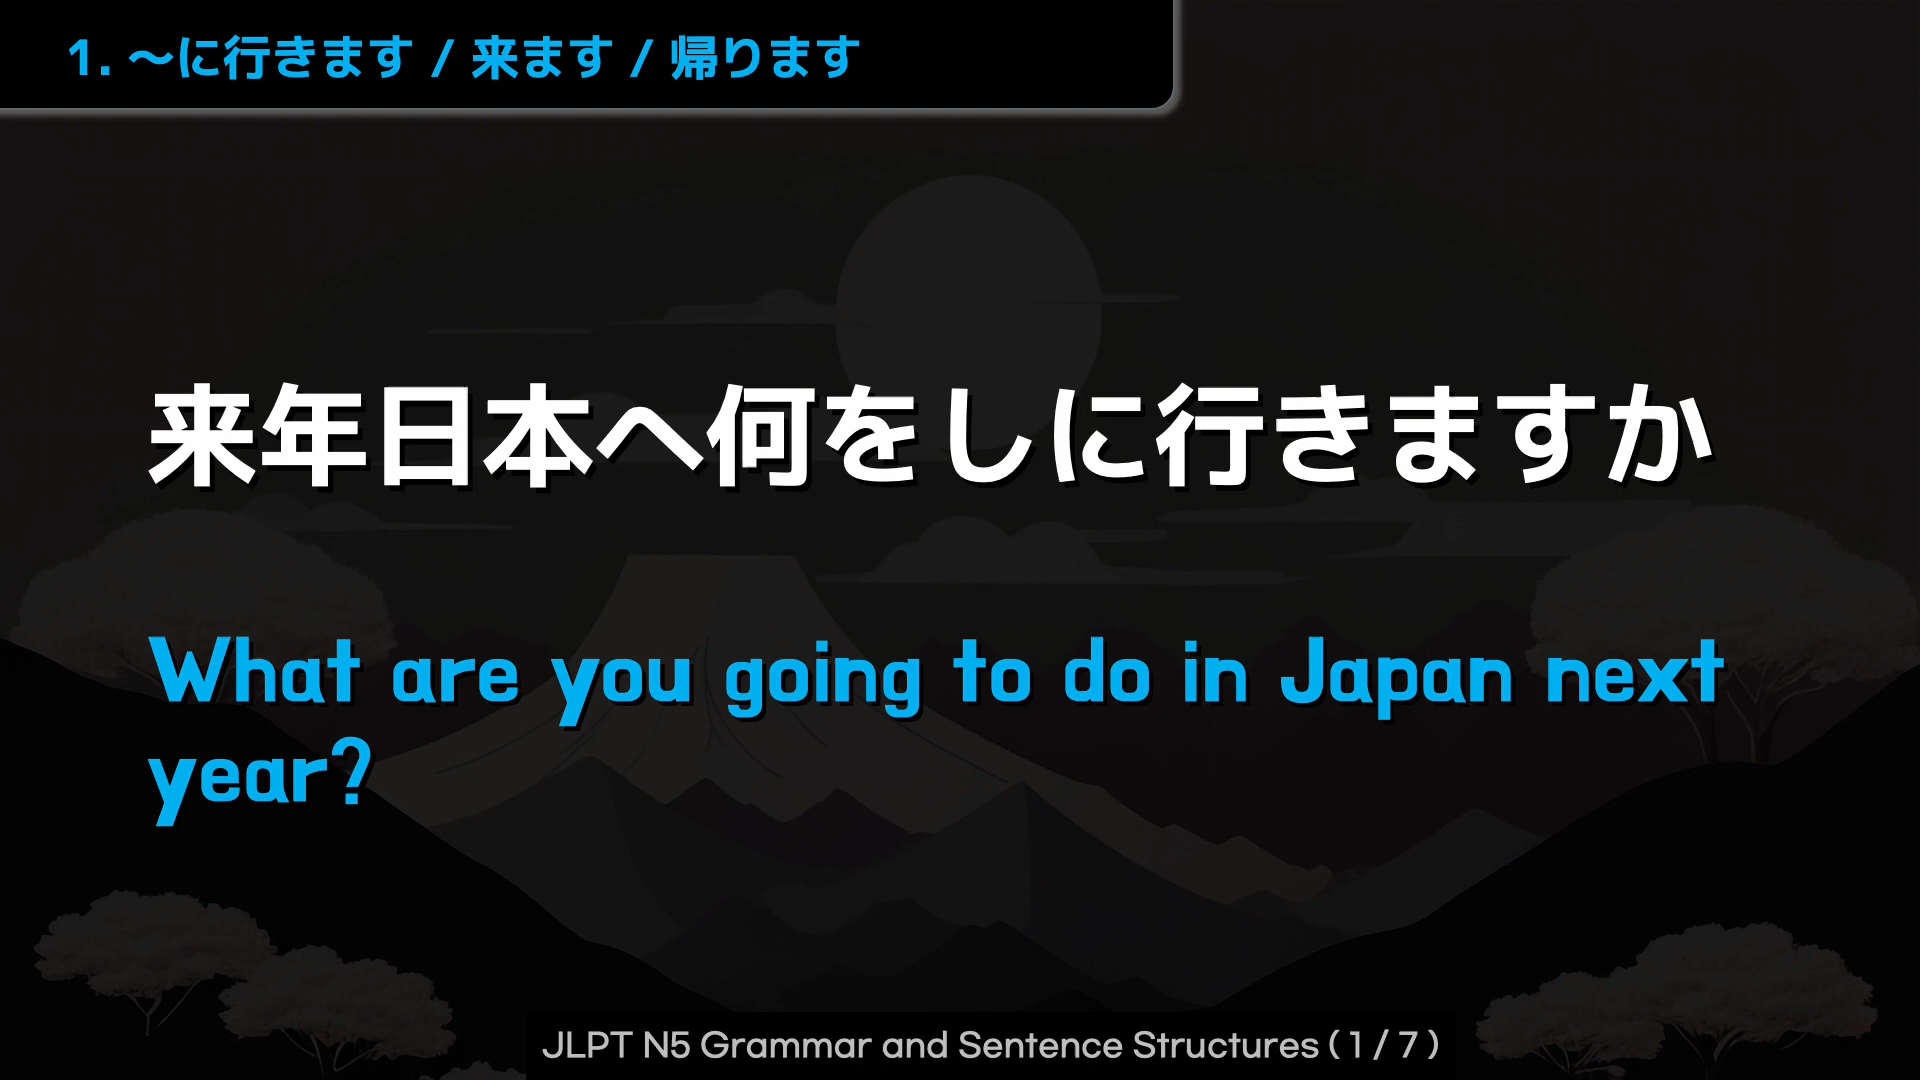 1. ～に行きます / 来ます / 帰ります
来年日本へ何をしに行きますか
What are you going to do in Japan next
year?
JLPT N5 Grammar and Sentence Structures ( 1 / 7 )